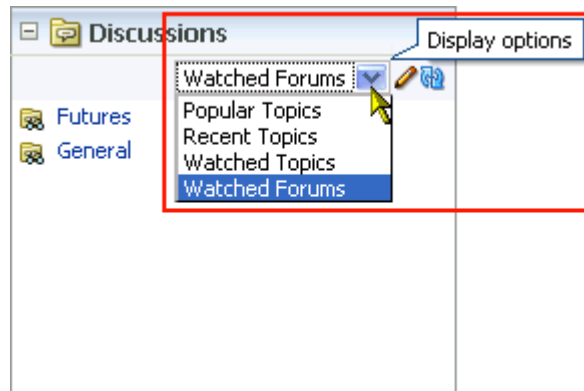 Discussions
Display options
Watched Forums
Popular Topics
Recent Topics
Watched Topics
Watched Forums
Futures
General